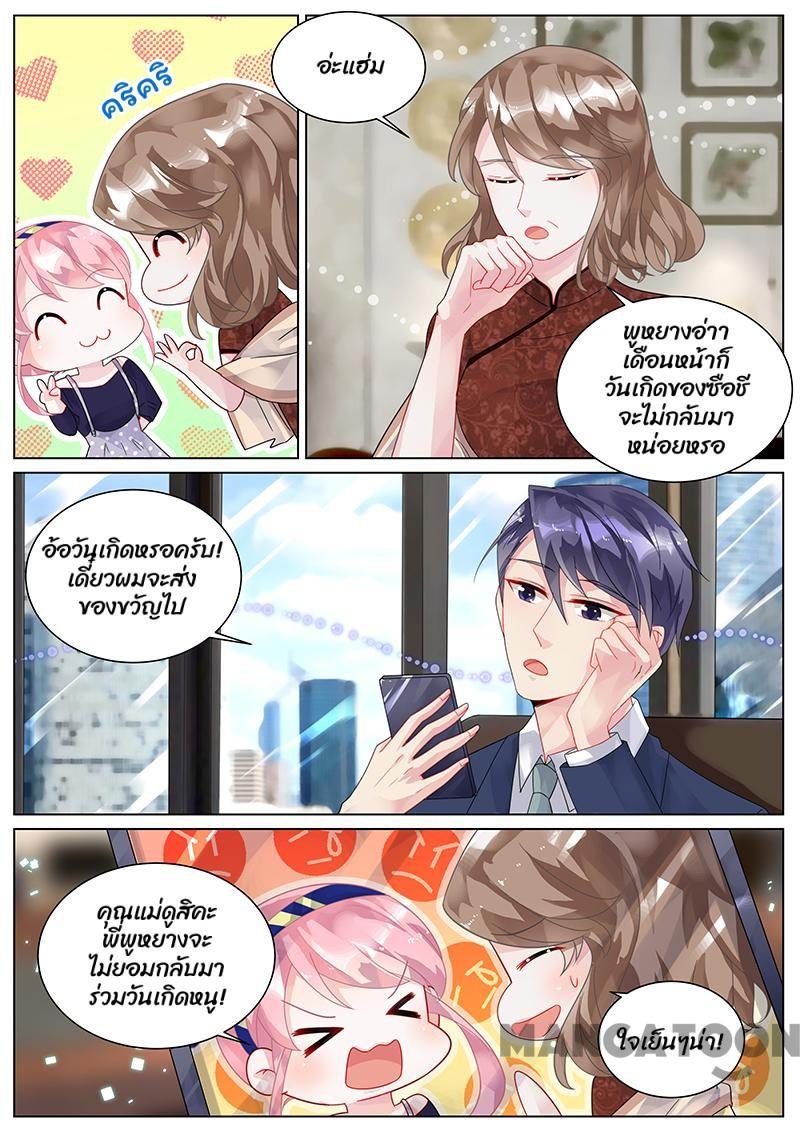 คริคริ
อ่ะแฮ่ม
พูหยางอ่าา
เดือนหน้าก็
วันเกิดของซือชี
จะไม่กลับมา
หน่อยหรอ
อ้อวันเกิดหรอครับ!
เดี๋ยวผมจะส่ง
ของขวัญไป
คุณแม่ดูสิคะ
พี่พูหยางจะ
ไม่ยอมกลับมา
ร่วมวันเกิดหนู!
ใจเย็นๆน่า!
MANGATOON